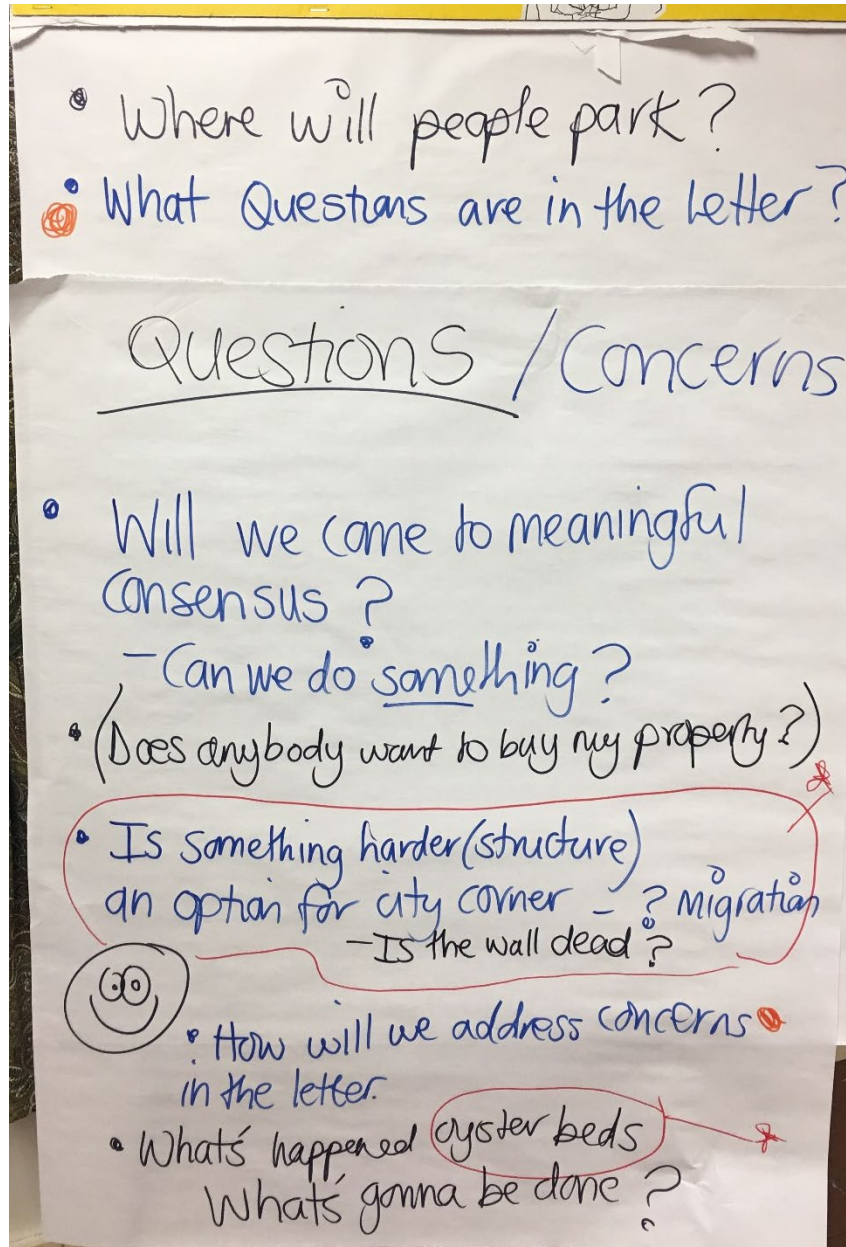 • Where will people park?
• What Questions are in the letter?
Questions / Concerns
• Will we come to meaningful
consensus?
- Can we do something?
• (Does anybody want to buy my property?)
• Is something harder (structure)
an option for city corner - ? migration
- Is the wall dead?
• How will we address concerns
in the letter.
• What's happened oyster beds
What's gonna be done?